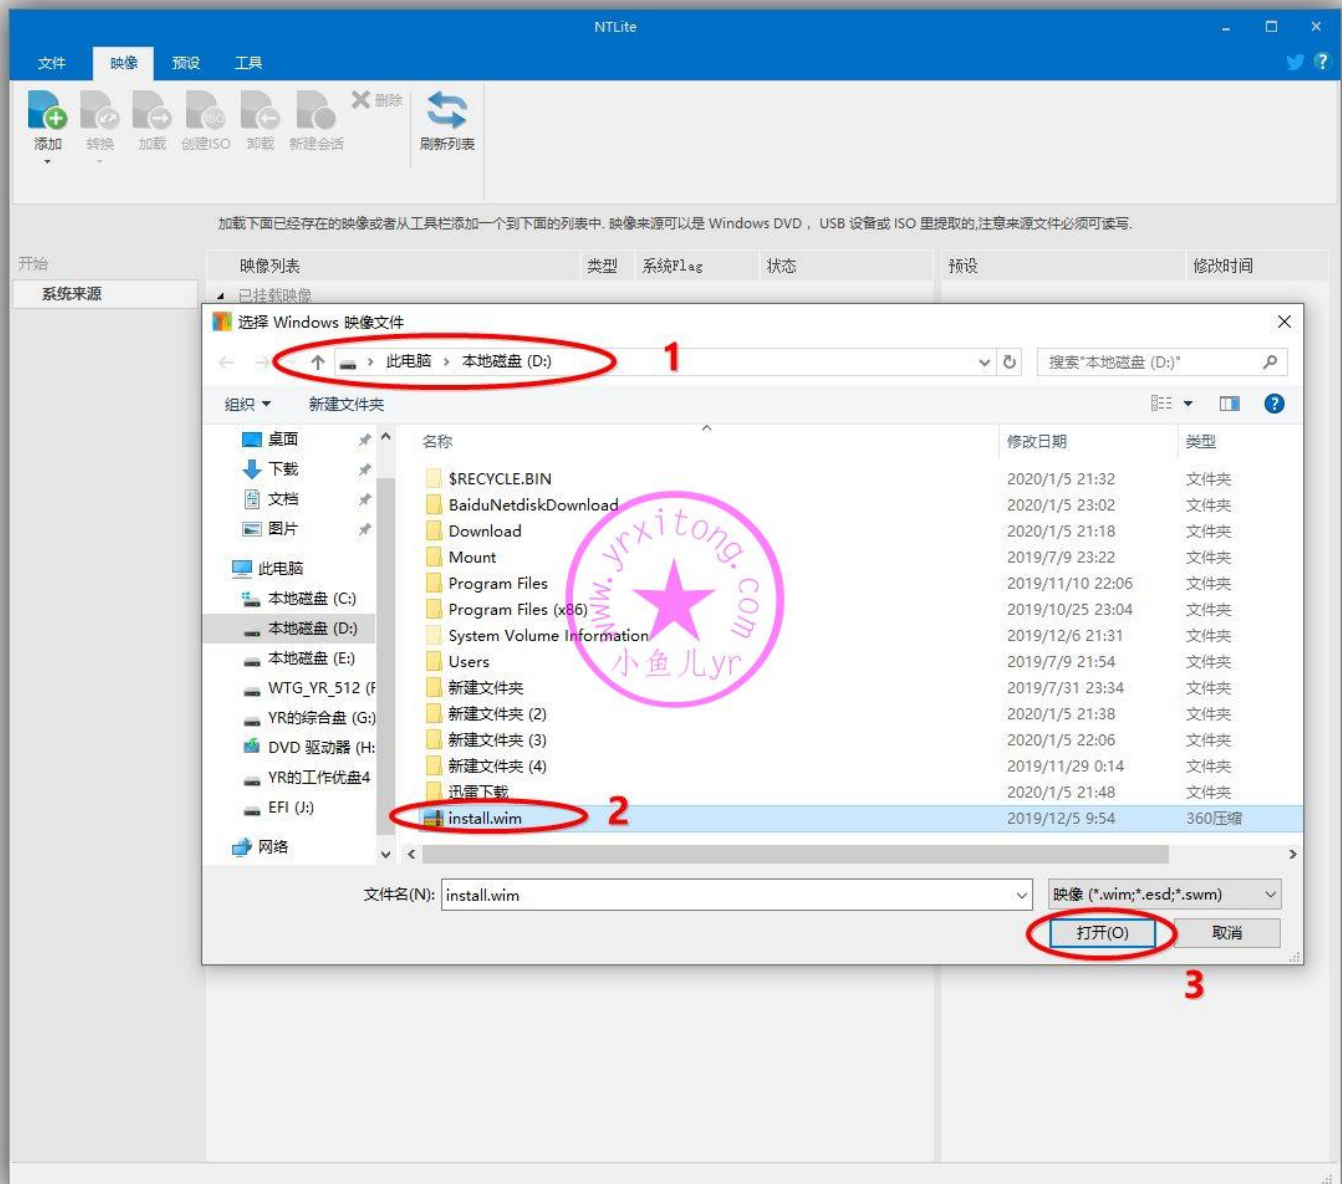 NTLite
文件 映像 预设 工具
添加 转换 加载 创建ISO 卸载 新建会话 删除 刷新列表
加载下面已经存在的映像或者从工具栏添加一个到下面的列表中. 映像来源可以是 Windows DVD ,  USB 设备或 ISO 里提取的,注意来源文件必须可读写.
开始 映像列表 类型 系统Flag 状态 预设 修改时间
系统来源
已挂载映像
选择 Windows 映像文件
此电脑 › 本地磁盘 (D:) 1 搜索"本地磁盘 (D:)"
组织 新建文件夹
名称 修改日期 类型
桌面
下载
文档
图片
此电脑
本地磁盘 (C:)
本地磁盘 (D:)
本地磁盘 (E:)
WTG_YR_512 (F
YR的综合盘 (G:)
DVD 驱动器 (H:
YR的工作优盘4
EFI (J:)
网络
$RECYCLE.BIN 2020/1/5 21:32 文件夹
BaiduNetdiskDownload 2020/1/5 23:02 文件夹
Download 2020/1/5 21:18 文件夹
Mount 2019/7/9 23:22 文件夹
Program Files 2019/11/10 22:06 文件夹
Program Files (x86) 2019/10/25 23:04 文件夹
System Volume Information 2019/12/6 21:31 文件夹
Users 2019/7/9 21:54 文件夹
新建文件夹 2019/7/31 23:34 文件夹
新建文件夹 (2) 2020/1/5 21:38 文件夹
新建文件夹 (3) 2020/1/5 22:06 文件夹
新建文件夹 (4) 2019/11/29 0:14 文件夹
迅雷下载 2020/1/5 21:48 文件夹
install.wim 2 2019/12/5 9:54 360压缩
www.yrxitong.com
小鱼儿yr
文件名(N): install.wim 映像 (*.wim;*.esd;*.swm)
打开(O) 取消
3